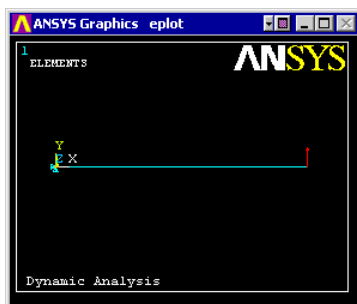 ANSYS Graphics eplot
1
ELEMENTS
ANSYS
Y
Z X
Dynamic Analysis